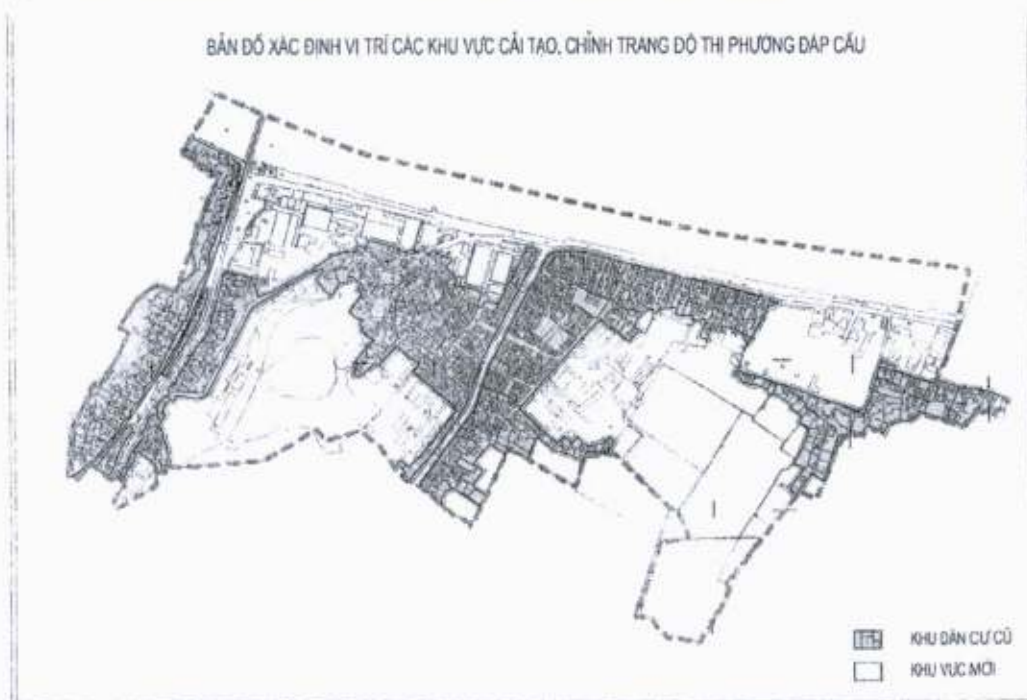 BẢN ĐỒ XÁC ĐỊNH VỊ TRÍ CÁC KHU VỰC CẢI TẠO, CHỈNH TRANG ĐÔ THỊ PHƯỜNG ĐÁP CẦU
KHU DÂN CƯ CŨ
KHU VỰC MỚI